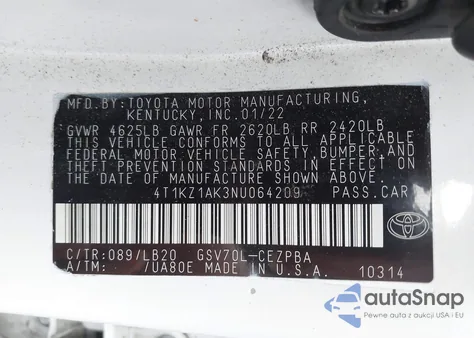 MFD. BY: TOYOTA MOTOR MANUFACTURING,
KENTUCKY, INC. 01/22
GVWR 4625LB GAWR FR 2620LB RR 2420LB
THIS VEHICLE CONFORMS TO ALL APPLICABLE
FEDERAL MOTOR VEHICLE SAFETY, BUMPER, AND
THEFT PREVENTION STANDARDS IN EFFECT ON
THE DATE OF MANUFACTURE SHOWN ABOVE.
4T1KZ1AK3NU064209 PASS.CAR
C/TR:089/LB20 GSV70L-CEZPBA
A/TM: /UA80E MADE IN U.S.A. 10314
TOYOTA
autoSnap
Pewne auta z aukcji USA i EU